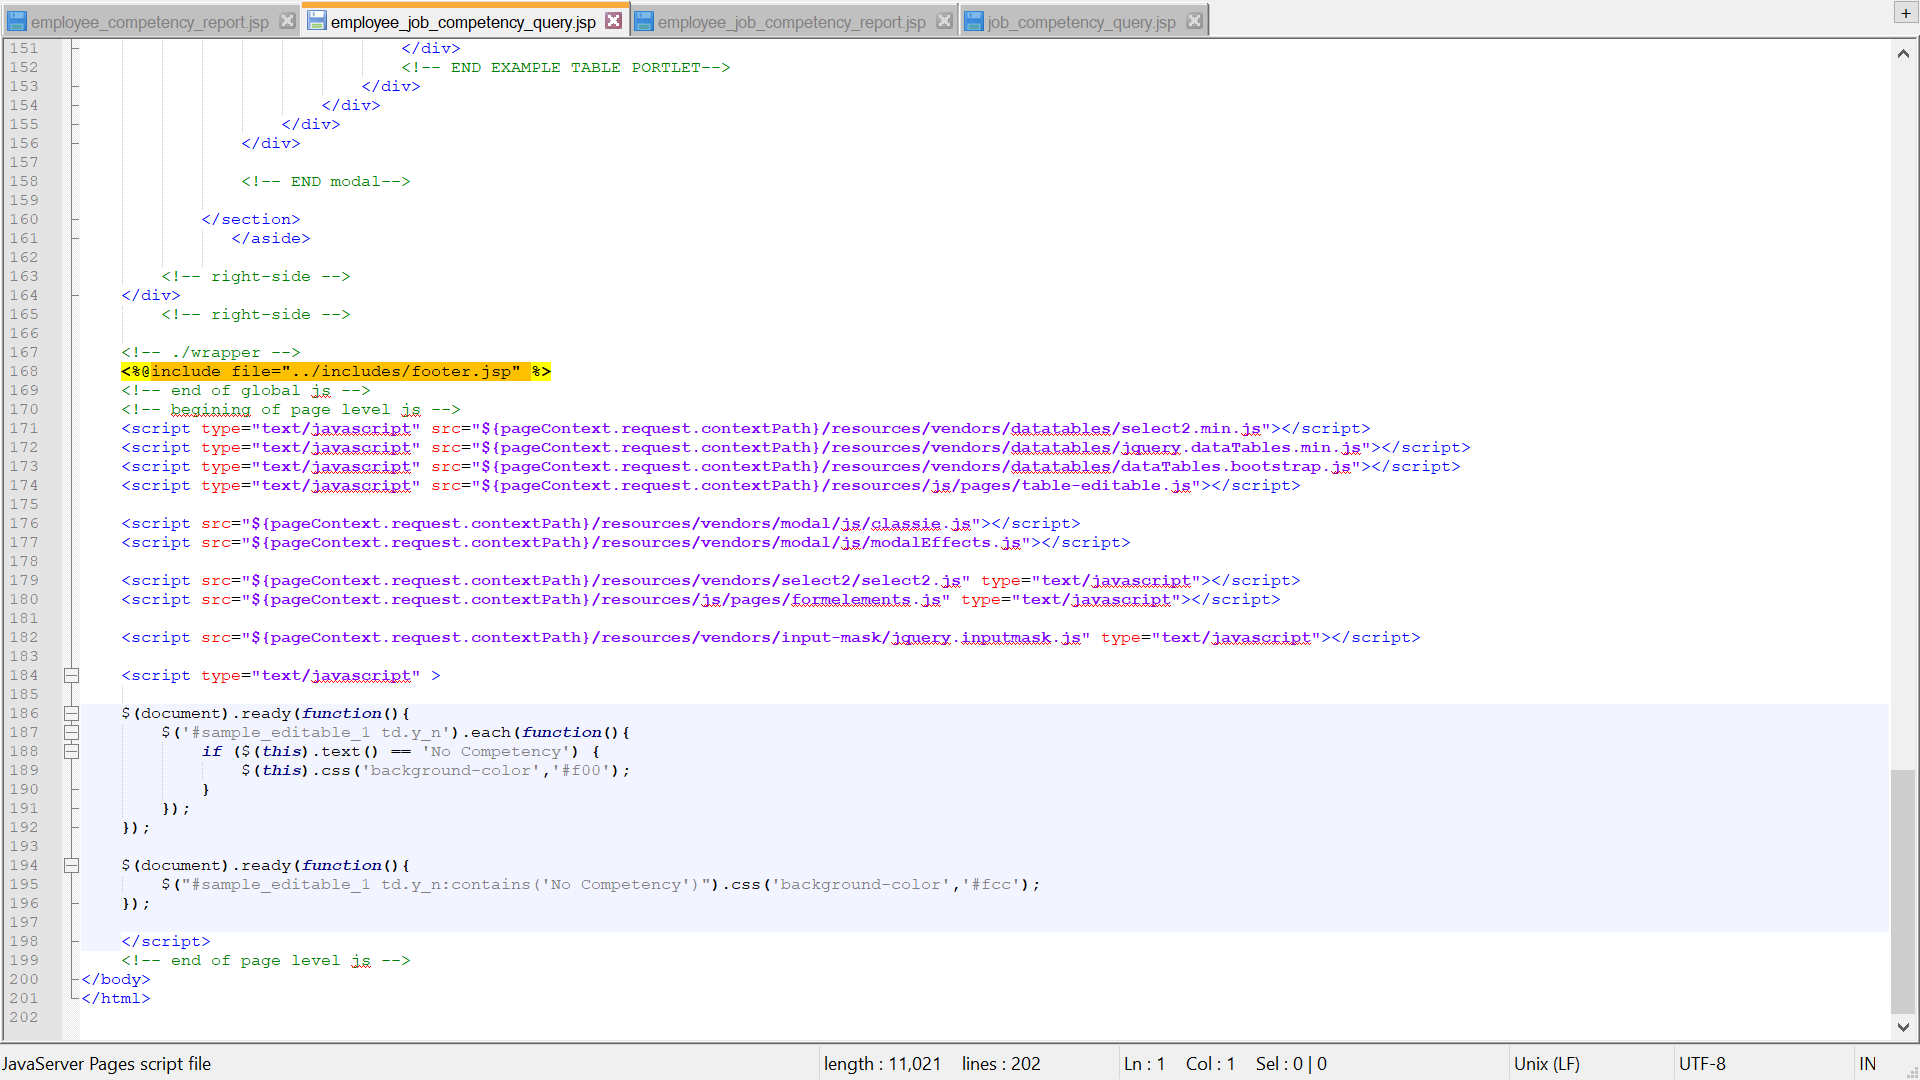 employee_competency_report.jsp employee_job_competency_query.jsp employee_job_competency_report.jsp job_competency_query.jsp +
151 </div>
152 <!-- END EXAMPLE TABLE PORTLET-->
153 </div>
154 </div>
155 </div>
156 </div>
157
158 <!-- END modal-->
159
160 </section>
161 </aside>
162
163 <!-- right-side -->
164 </div>
165 <!-- right-side -->
166
167 <!-- ./wrapper -->
168 <%@include file="../includes/footer.jsp" %>
169 <!-- end of global js -->
170 <!-- begining of page level js -->
171 <script type="text/javascript" src="${pageContext.request.contextPath}/resources/vendors/datatables/select2.min.js"></script>
172 <script type="text/javascript" src="${pageContext.request.contextPath}/resources/vendors/datatables/jquery.dataTables.min.js"></script>
173 <script type="text/javascript" src="${pageContext.request.contextPath}/resources/vendors/datatables/dataTables.bootstrap.js"></script>
174 <script type="text/javascript" src="${pageContext.request.contextPath}/resources/js/pages/table-editable.js"></script>
175
176 <script src="${pageContext.request.contextPath}/resources/vendors/modal/js/classie.js"></script>
177 <script src="${pageContext.request.contextPath}/resources/vendors/modal/js/modalEffects.js"></script>
178
179 <script src="${pageContext.request.contextPath}/resources/vendors/select2/select2.js" type="text/javascript"></script>
180 <script src="${pageContext.request.contextPath}/resources/js/pages/formelements.js" type="text/javascript"></script>
181
182 <script src="${pageContext.request.contextPath}/resources/vendors/input-mask/jquery.inputmask.js" type="text/javascript"></script>
183
184 <script type="text/javascript" >
185
186 $(document).ready(function(){
187 $('#sample_editable_1 td.y_n').each(function(){
188 if ($(this).text() == 'No Competency') {
189 $(this).css('background-color','#f00');
190 }
191 });
192 });
193
194 $(document).ready(function(){
195 $("#sample_editable_1 td.y_n:contains('No Competency')").css('background-color','#fcc');
196 });
197
198 </script>
199 <!-- end of page level js -->
200 </body>
201 </html>
202
JavaServer Pages script file length : 11,021 lines : 202 Ln : 1 Col : 1 Sel : 0 | 0 Unix (LF) UTF-8 IN